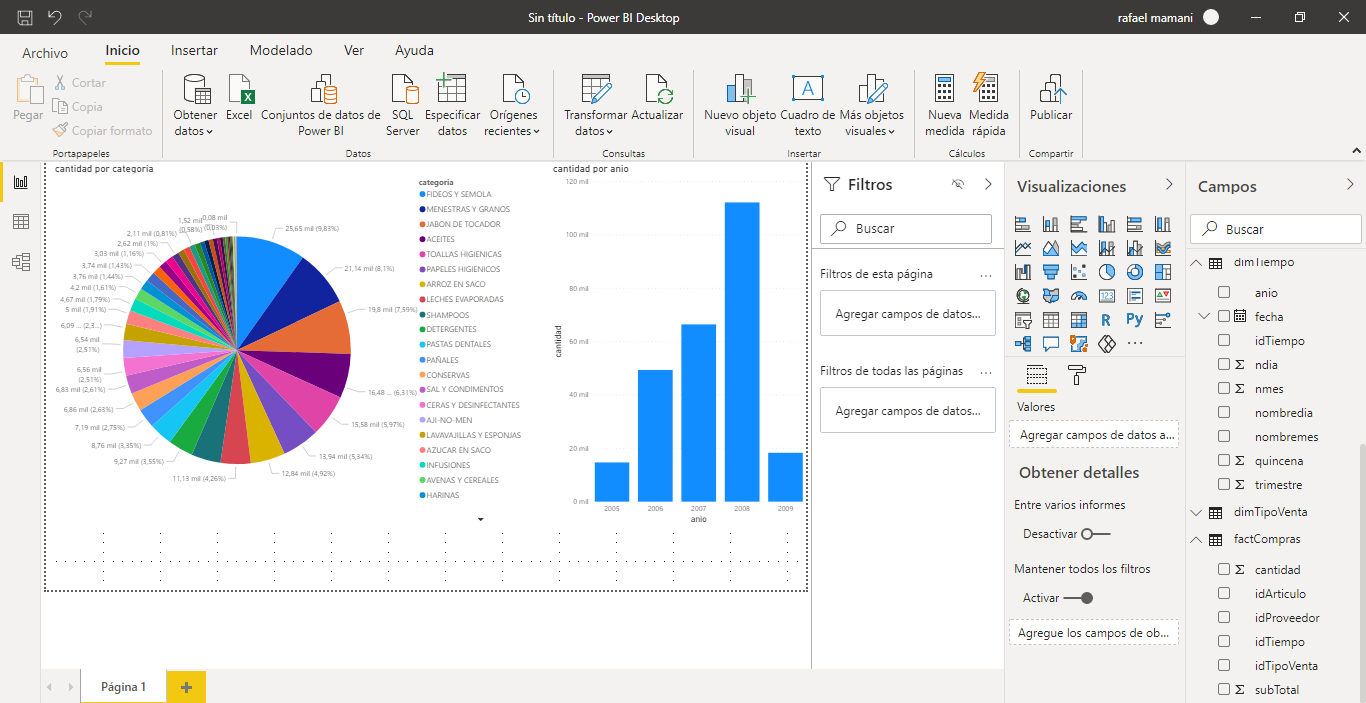 Sin título - Power BI Desktop
rafael mamani
Archivo
Inicio
Insertar
Modelado
Ver
Ayuda
Pegar
Cortar
Copia
Copiar formato
Portapapeles
Obtener
datos
Excel
Conjuntos de datos de
Power BI
SQL
Server
Especificar
datos
Orígenes
recientes
Datos
Transformar
datos
Actualizar
Consultas
Nuevo objeto
visual
Cuadro de
texto
Más objetos
visuales
Insertar
Nueva
medida
Medida
rápida
Cálculos
Publicar
Compartir
cantidad por categoria
25,65 mil (9,83%)
21,14 mil (8,1%)
19,8 mil (7,59%)
16,48 ... (6,31%)
15,58 mil (5,97%)
13,94 mil (5,34%)
12,84 mil (4,92%)
11,13 mil (4,26%)
9,27 mil (3,55%)
8,76 mil (3,35%)
7,19 mil (2,75%)
6,86 mil (2,63%)
6,83 mil (2,61%)
6,56 mil
(2,51%)
6,54 mil
(2,51%)
6,09 ... (2,3...)
5 mil (1,91%)
4,67 mil (1,79%)
4,2 mil (1,61%)
3,76 mil (1,44%)
3,74 mil (1,43%)
3,03 mil (1,16%)
2,62 mil (1%)
2,11 mil (0,81%)
1,52 mil
(0,58%)
0,08 mil
(0,03%)
categoria
FIDEOS Y SEMOLA
MENESTRAS Y GRANOS
JABON DE TOCADOR
ACEITES
TOALLAS HIGIENICAS
PAPELES HIGIENICOS
ARROZ EN SACO
LECHES EVAPORADAS
SHAMPOOS
DETERGENTES
PASTAS DENTALES
PAÑALES
CONSERVAS
SAL Y CONDIMENTOS
CERAS Y DESINFECTANTES
AJI-NO-MEN
LAVAVAJILLAS Y ESPONJAS
AZUCAR EN SACO
INFUSIONES
AVENAS Y CEREALES
HARINAS
cantidad por anio
cantidad
120 mil
100 mil
80 mil
60 mil
40 mil
20 mil
0 mil
2005
2006
2007
2008
2009
anio
Filtros
Buscar
Filtros de esta página
...
Agregar campos de datos...
Filtros de todas las páginas
...
Agregar campos de datos...
Visualizaciones
123
R
Py
...
Valores
Agregar campos de datos a...
Obtener detalles
Entre varios informes
Desactivar
Mantener todos los filtros
Activar
Agregue los campos de ob...
Campos
Buscar
dimTiempo
anio
fecha
idTiempo
Σ ndia
Σ nmes
nombredia
nombremes
Σ quincena
Σ trimestre
dimTipoVenta
factCompras
Σ cantidad
idArticulo
idProveedor
idTiempo
idTipoVenta
Σ subTotal
Página 1
+